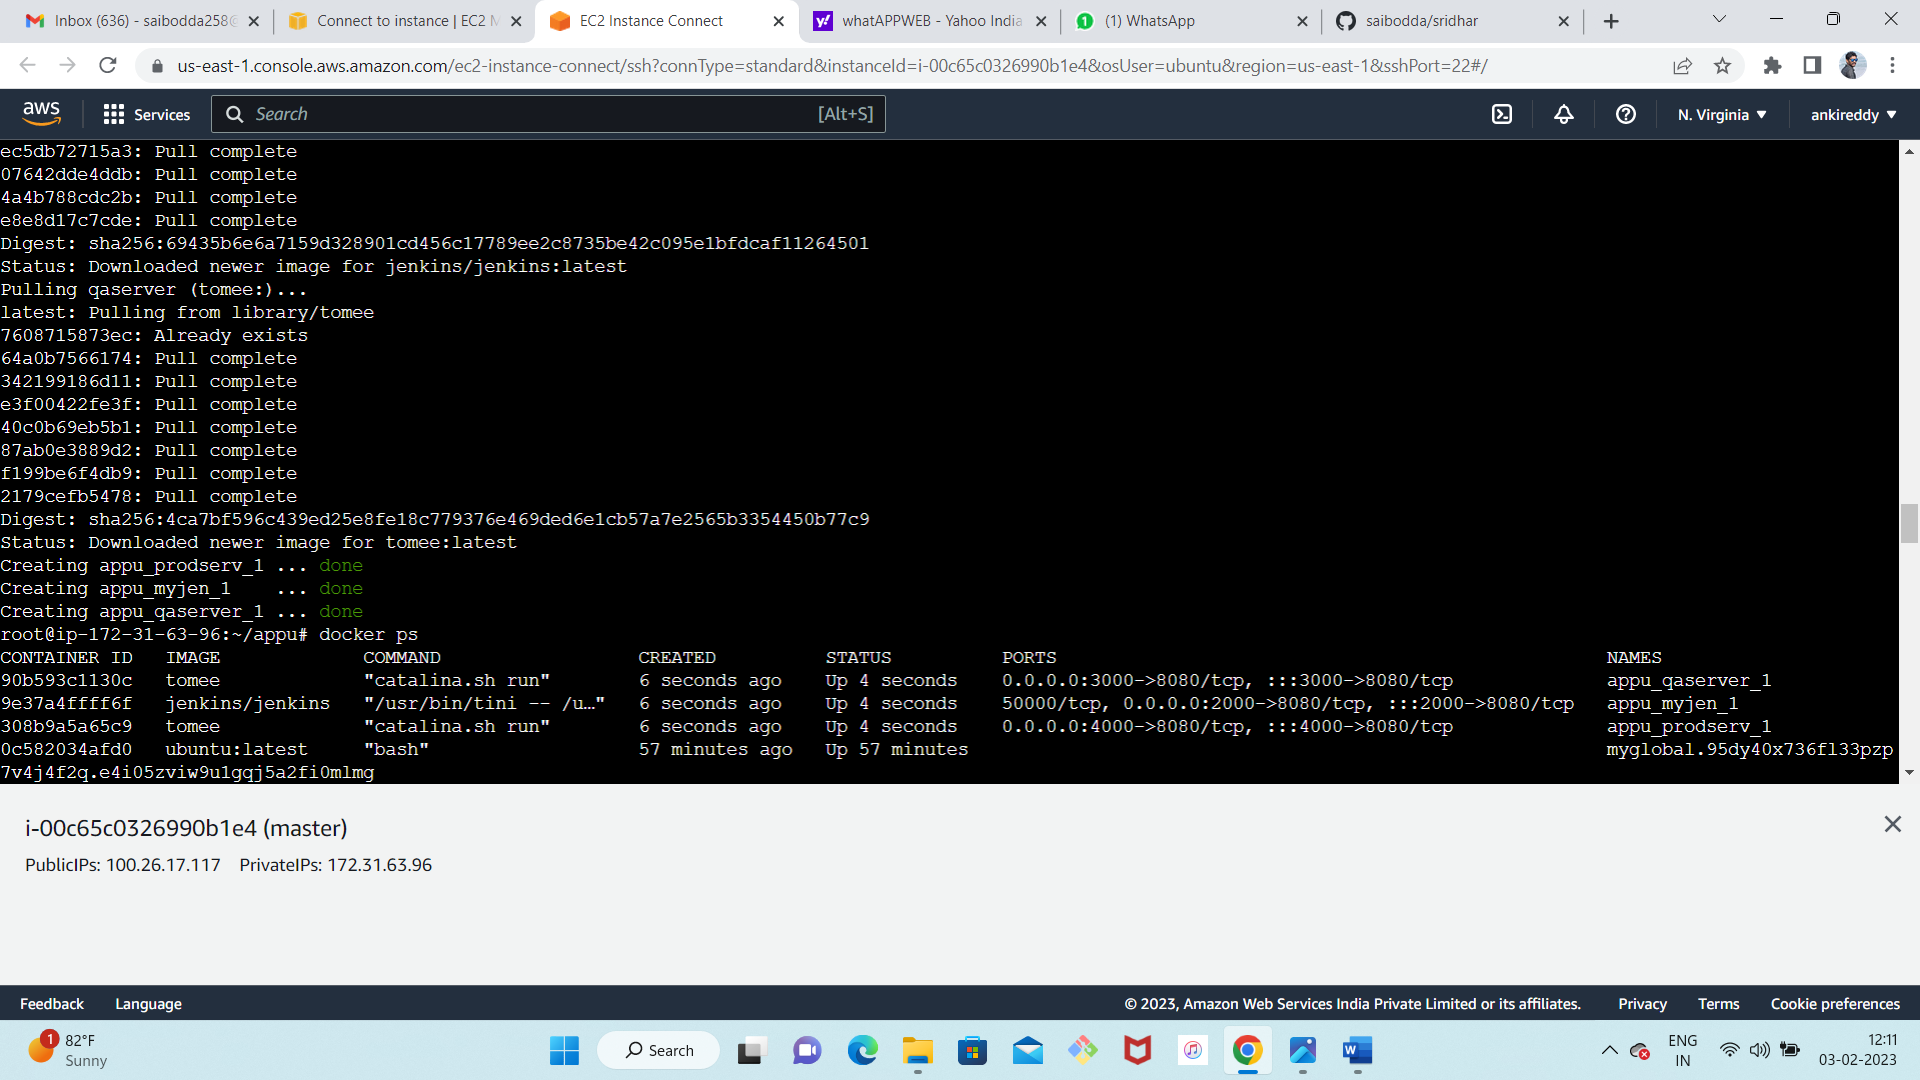 Inbox (636) - saibodda258@
Connect to instance | EC2 M
EC2 Instance Connect
whatAPPWEB - Yahoo India
(1) WhatsApp
saibodda/sridhar
us-east-1.console.aws.amazon.com/ec2-instance-connect/ssh?connType=standard&instanceId=i-00c65c0326990b1e4&osUser=ubuntu&region=us-east-1&sshPort=22#/
aws Services Search [Alt+S] N. Virginia ankireddy
ec5db72715a3: Pull complete
07642dde4ddb: Pull complete
4a4b788cdc2b: Pull complete
e8e8d17c7cde: Pull complete
Digest: sha256:69435b6e6a7159d328901cd456c17789ee2c8735be42c095e1bfdcaf11264501
Status: Downloaded newer image for jenkins/jenkins:latest
Pulling qaserver (tomee:)...
latest: Pulling from library/tomee
7608715873ec: Already exists
64a0b7566174: Pull complete
342199186d11: Pull complete
e3f00422fe3f: Pull complete
40c0b69eb5b1: Pull complete
87ab0e3889d2: Pull complete
f199be6f4db9: Pull complete
2179cefb5478: Pull complete
Digest: sha256:4ca7bf596c439ed25e8fe18c779376e469ded6e1cb57a7e2565b3354450b77c9
Status: Downloaded newer image for tomee:latest
Creating appu_prodserv_1 ... done
Creating appu_myjen_1    ... done
Creating appu_qaserver_1 ... done
root@ip-172-31-63-96:~/appu# docker ps
CONTAINER ID   IMAGE             COMMAND                  CREATED          STATUS          PORTS                                                  NAMES
90b593c1130c   tomee             "catalina.sh run"        6 seconds ago    Up 4 seconds    0.0.0.0:3000->8080/tcp, :::3000->8080/tcp              appu_qaserver_1
9e37a4ffff6f   jenkins/jenkins   "/usr/bin/tini -- /u…"   6 seconds ago    Up 4 seconds    50000/tcp, 0.0.0.0:2000->8080/tcp, :::2000->8080/tcp   appu_myjen_1
308b9a5a65c9   tomee             "catalina.sh run"        6 seconds ago    Up 4 seconds    0.0.0.0:4000->8080/tcp, :::4000->8080/tcp              appu_prodserv_1
0c582034afd0   ubuntu:latest     "bash"                   57 minutes ago   Up 57 minutes                                                          myglobal.95dy40x736fl33pzp
7v4j4f2q.e4i05zviw9u1gqj5a2fi0mlmg
i-00c65c0326990b1e4 (master)
PublicIPs: 100.26.17.117 PrivateIPs: 172.31.63.96
Feedback Language © 2023, Amazon Web Services India Private Limited or its affiliates. Privacy Terms Cookie preferences
1
82°F
Sunny
Search
W
ENG
IN
12:11
03-02-2023